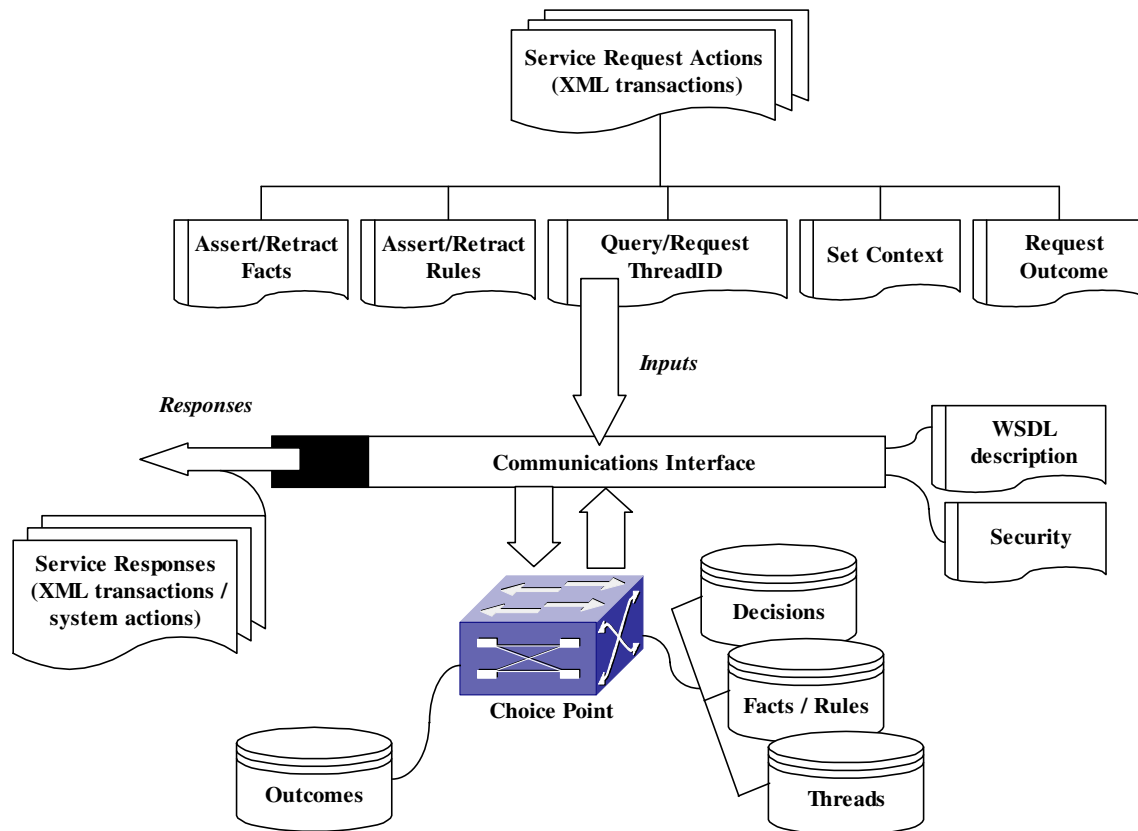 Service Request Actions
(XML transactions)
Assert/Retract
Facts
Assert/Retract
Rules
Query/Request
ThreadID
Set Context
Request
Outcome
Inputs
Responses
Communications Interface
WSDL
description
Security
Service Responses
(XML transactions /
system actions)
Decisions
Facts / Rules
Threads
Choice Point
Outcomes